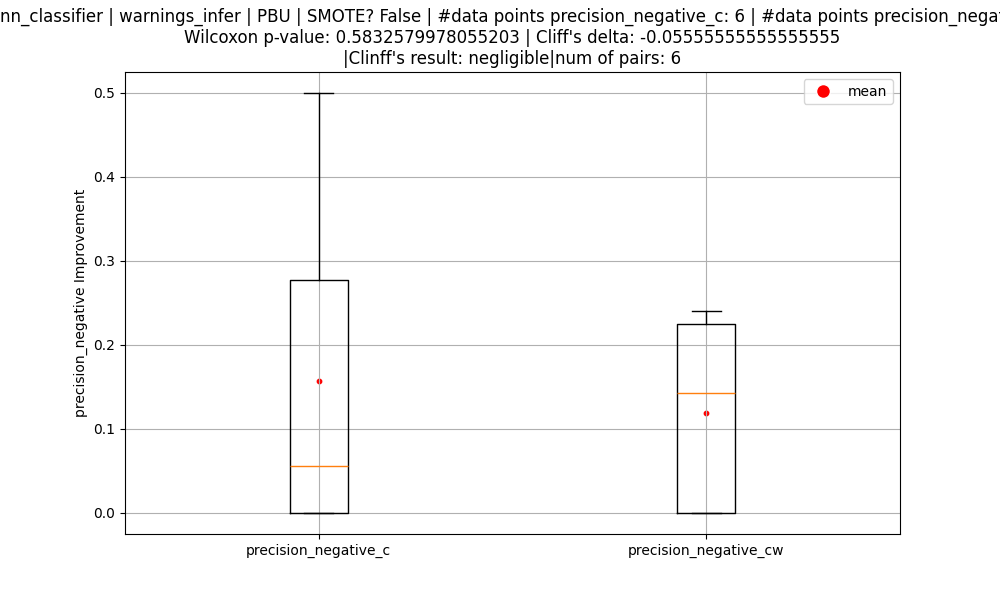 nn_classifier | warnings_infer | PBU | SMOTE? False | #data points precision_negative_c: 6 | #data points precision_nega
Wilcoxon p-value: 0.5832579978055203 | Cliff's delta: -0.05555555555555555
|Clinff's result: negligible|num of pairs: 6
mean
0.5
0.4
0.3
0.2
0.1
0.0
precision_negative Improvement
precision_negative_c
precision_negative_cw